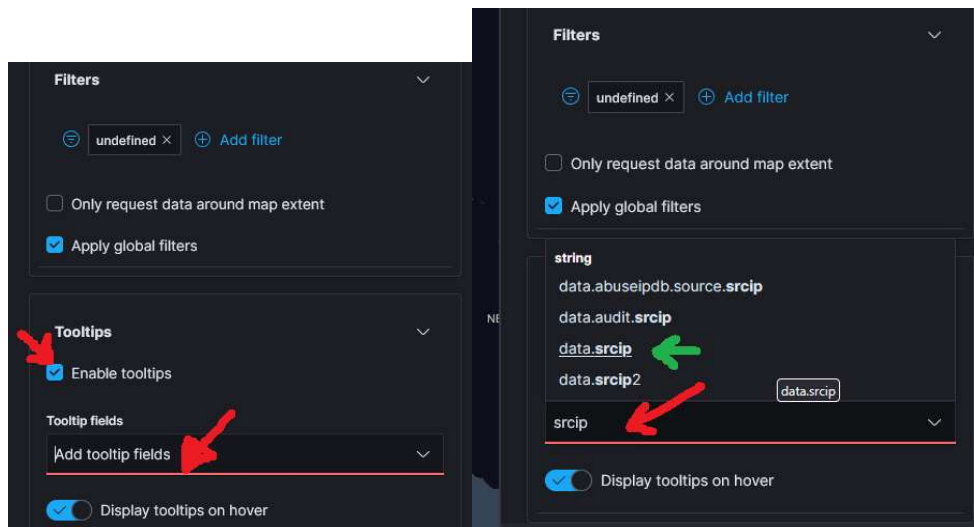 Filters
undefined ×
Add filter
Only request data around map extent
Apply global filters
Tooltips
Enable tooltips
Tooltip fields
Add tooltip fields
Display tooltips on hover
Filters
undefined ×
Add filter
Only request data around map extent
Apply global filters
string
data.abuseipdb.source.srcip
data.audit.srcip
data.srcip
data.srcip2
data.srcip
srcip
Display tooltips on hover
NE